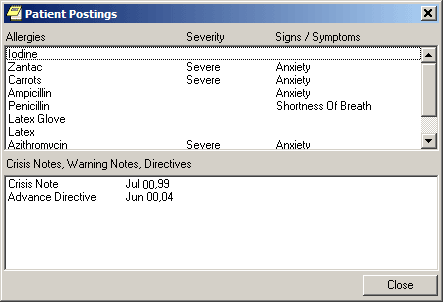 Patient Postings
Allergies Severity Signs / Symptoms
Iodine
Zantac Severe Anxiety
Carrots Severe Anxiety
Ampicillin Anxiety
Penicillin Shortness Of Breath
Latex Glove
Latex
Azithromycin Severe Anxiety
Crisis Notes, Warning Notes, Directives
Crisis Note Jul 00,99
Advance Directive Jun 00,04
Close